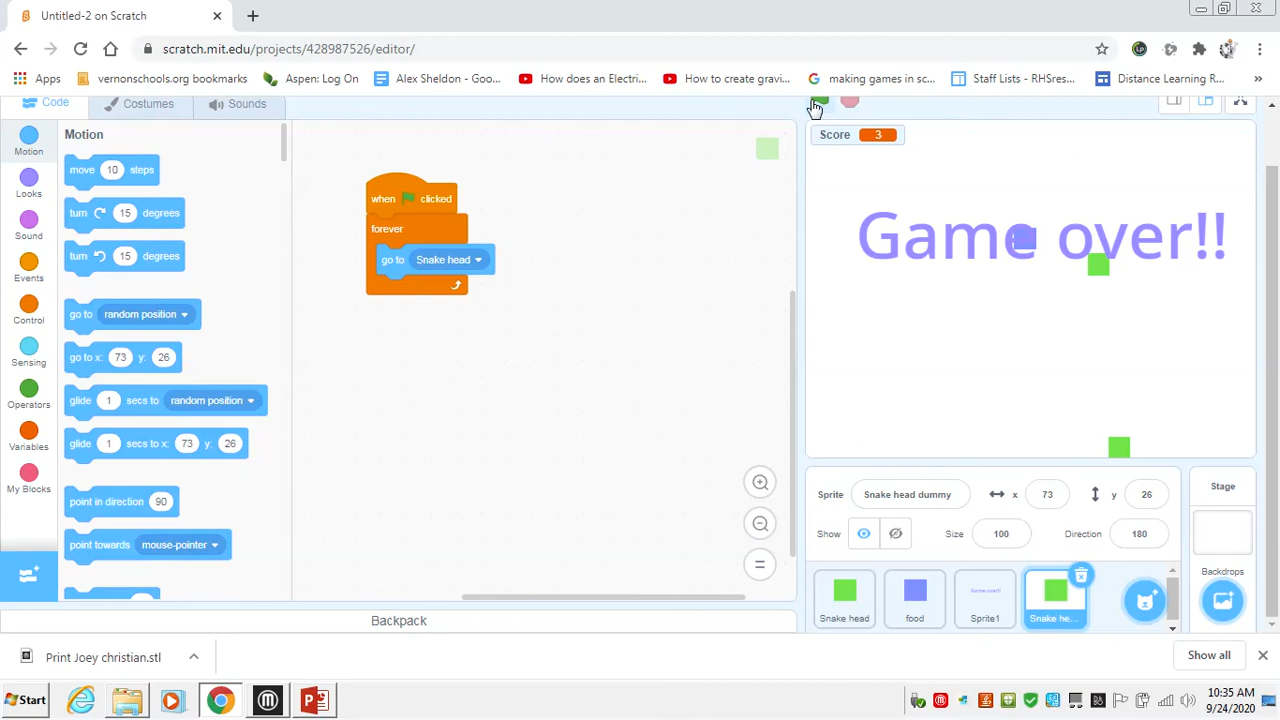 Untitled-2 on Scratch
scratch.mit.edu/projects/428987526/editor/
Apps
vernonschools.org bookmarks
Aspen: Log On
Alex Sheldon - Goo...
How does an Electri...
How to create gravi...
making games in sc...
Staff Lists - RHSres...
Distance Learning R...
»
Code
Costumes
Sounds
Motion
Looks
Sound
Events
Control
Sensing
Operators
Variables
My Blocks
Motion
move 10 steps
turn 15 degrees
turn 15 degrees
go to random position
go to x: 73 y: 26
glide 1 secs to random position
glide 1 secs to x: 73 y: 26
point in direction 90
point towards mouse-pointer
when clicked
forever
go to Snake head
Score 3
Game over!!
Sprite Snake head dummy x 73 y 26
Show Size 100 Direction 180
Snake head
food
Game over!!
Sprite1
Snake he...
Stage
Backdrops
Backpack
Print Joey christian.stl
Show all
Start
10:35 AM
9/24/2020